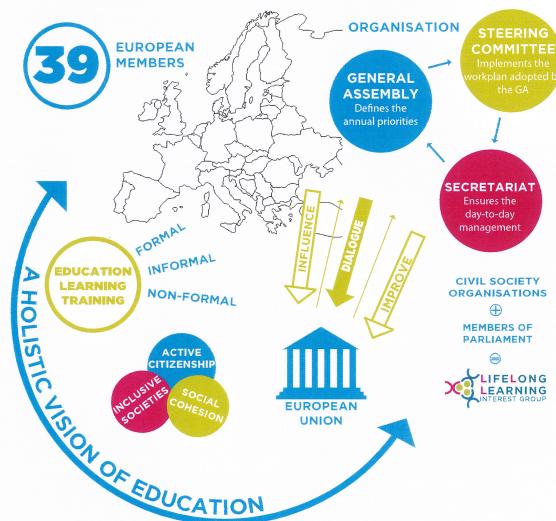 39
EUROPEAN
MEMBERS
ORGANISATION
GENERAL
ASSEMBLY
Defines the
annual priorities
STEERING
COMMITTEE
Implements the
workplan adopted by
the GA
SECRETARIAT
Ensures the
day-to-day
management
EDUCATION
LEARNING
TRAINING
FORMAL
INFORMAL
NON-FORMAL
INFLUENCE
DIALOGUE
IMPROVE
ACTIVE
CITIZENSHIP
INCLUSIVE
SOCIETIES
SOCIAL
COHESION
EUROPEAN
UNION
CIVIL SOCIETY
ORGANISATIONS
+
MEMBERS OF
PARLIAMENT
=
LIFELONG
LEARNING
INTEREST GROUP
A HOLISTIC VISION OF EDUCATION